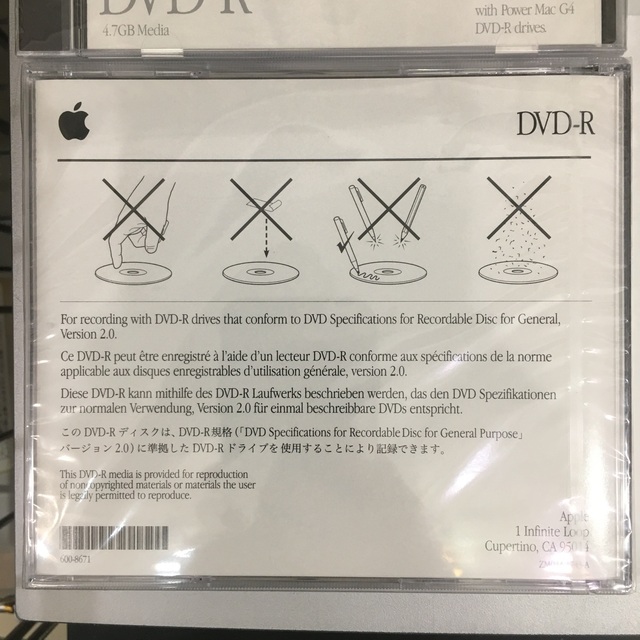 DVD-R
4.7GB Media
with Power Mac G4
DVD-R drives.
DVD-R
For recording with DVD-R drives that conform to DVD Specifications for Recordable Disc for General,
Version 2.0.
Ce DVD-R peut être enregistré à l'aide d'un lecteur DVD-R conforme aux spécifications de la norme
applicable aux disques enregistrables d'utilisation générale, version 2.0.
Diese DVD-R kann mithilfe des DVD-R Laufwerks beschrieben werden, das den DVD Spezifikationen
zur normalen Verwendung, Version 2.0 für einmal beschreibbare DVDs entspricht.
この DVD-R ディスクは、DVD-R規格(「DVD Specifications for Recordable Disc for General Purpose」
バージョン 2.0)に準拠した DVD-R ドライブを使用することにより記録できます。
This DVD-R media is provided for reproduction
of noncopyrighted materials or materials the user
is legally permitted to reproduce.
600-8671
Apple
1 Infinite Loop
Cupertino, CA 95014